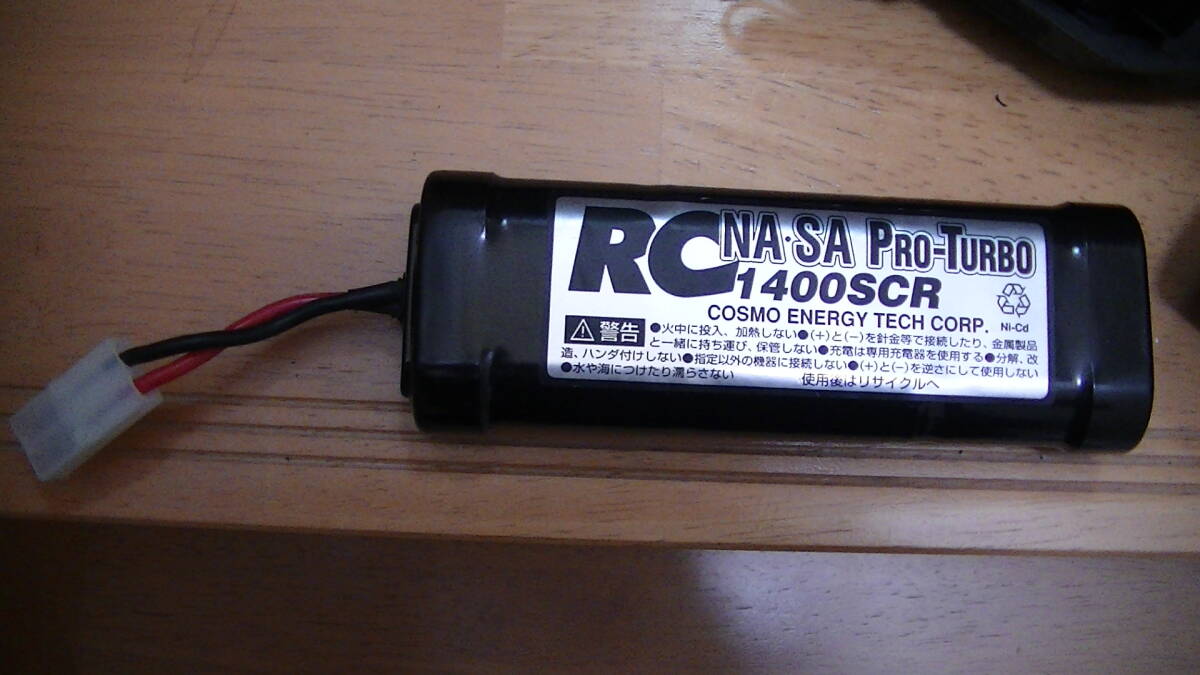 RC NA・SA PRO-TURBO
1400SCR
COSMO ENERGY TECH CORP.
Ni-Cd
警告 ●火中に投入、加熱しない●(+)と(−)を針金等で接続したり、金属製品
と一緒に持ち運び、保管しない●充電は専用充電器を使用する●分解、改
造、ハンダ付けしない●指定以外の機器に接続しない●(+)と(−)を逆さにして使用しない
●水や海につけたり濡らさない 使用後はリサイクルへ